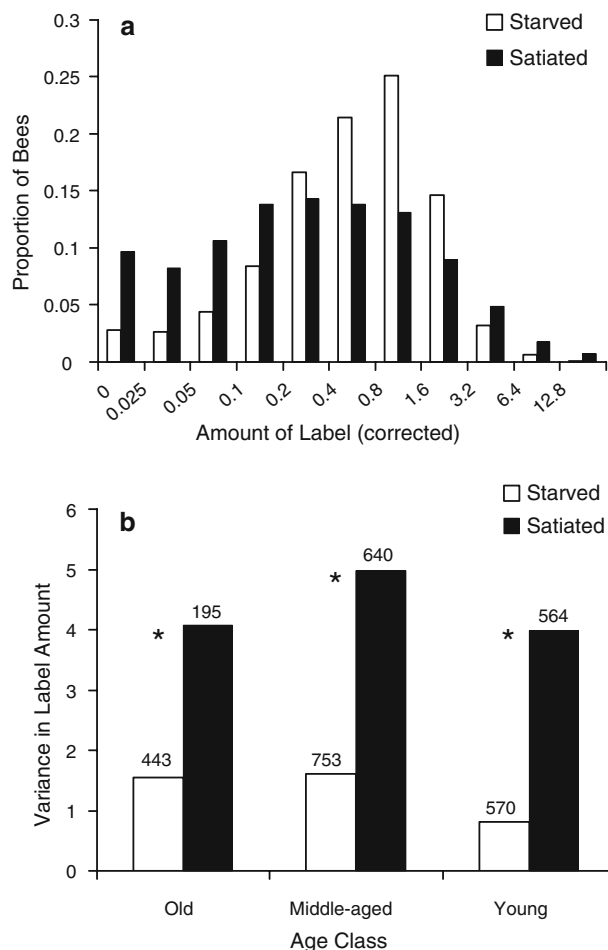 a
Starved
Satiated
0.3
0.25
0.2
0.15
0.1
0.05
0
Proportion of Bees
0 0.025 0.05 0.1 0.2 0.4 0.8 1.6 3.2 6.4 12.8
Amount of Label (corrected)
b
Starved
Satiated
6
5
4
3
2
1
0
Variance in Label Amount
443 * 195 753 * 640 570 * 564
Old Middle-aged Young
Age Class